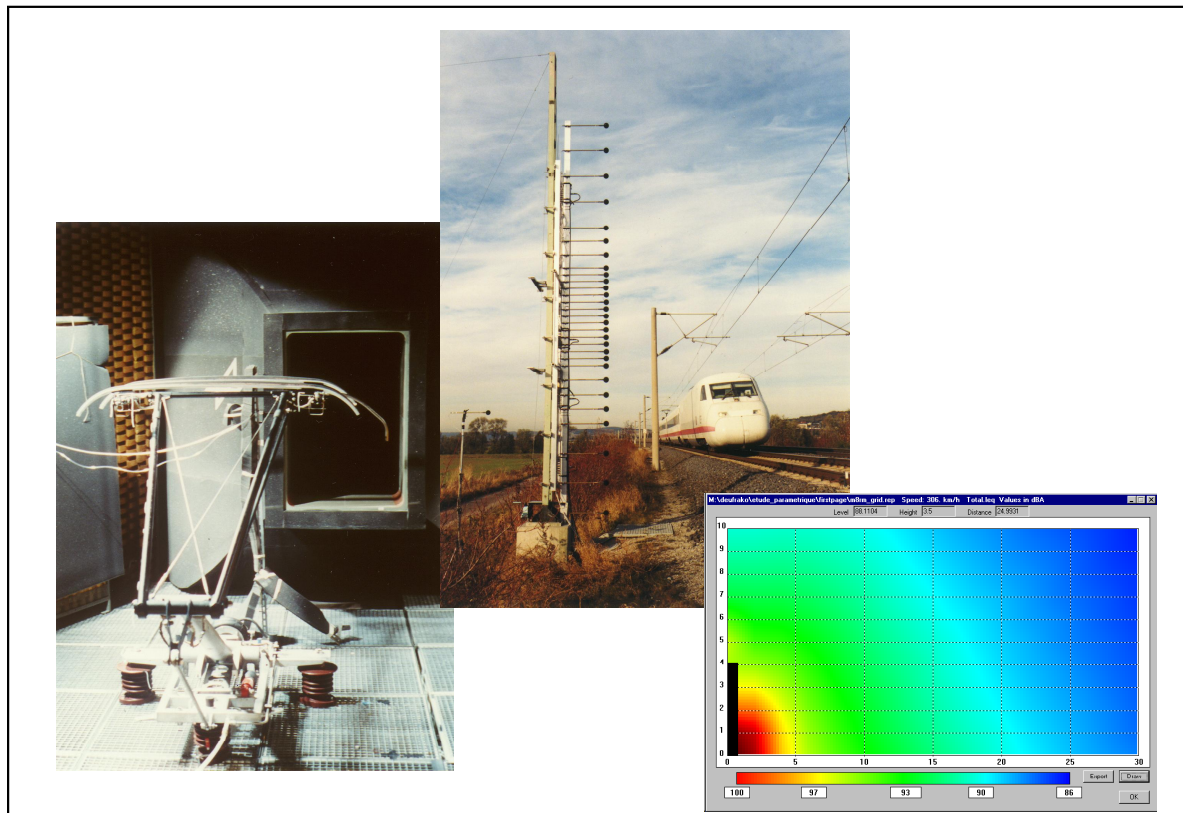 M:\deufrako\etude_parametrique\firstpage\m8rm_grid.rep Speed: 306. km/h Total.leq Values in dBA
Level 88.1104 Height 3.5 Distance 24.9931
10
9
8
7
6
5
4
3
2
1
0
0 5 10 15 20 25 30
100 97 93 90 86
Export Draw
OK